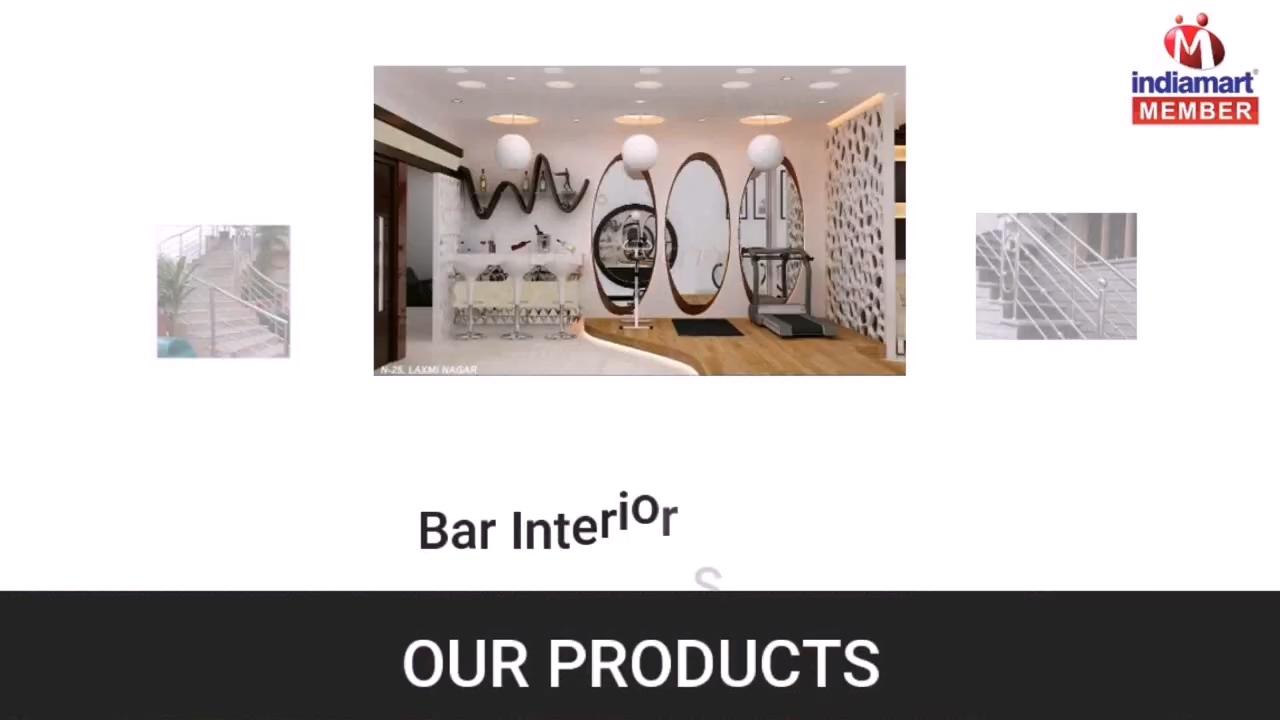 indiamart
MEMBER
N-25, LAXMI NAGAR
Bar Interior S
OUR PRODUCTS